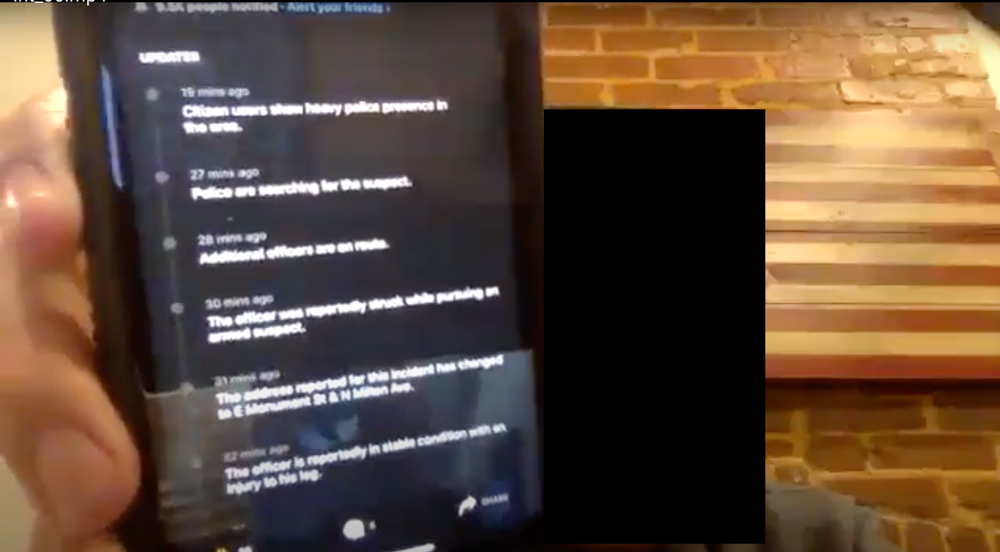 9.5K people notified · Alert your friends ›
UPDATES
19 mins ago
Citizen users show heavy police presence in
the area.
27 mins ago
Police are searching for the suspect.
28 mins ago
Additional officers are en route.
30 mins ago
The officer was reportedly struck while pursuing an
armed suspect.
31 mins ago
The address reported for this incident has changed
to E Monument St & N Milton Ave.
32 mins ago
The officer is reportedly in stable condition with an
injury to his leg.
SHARE